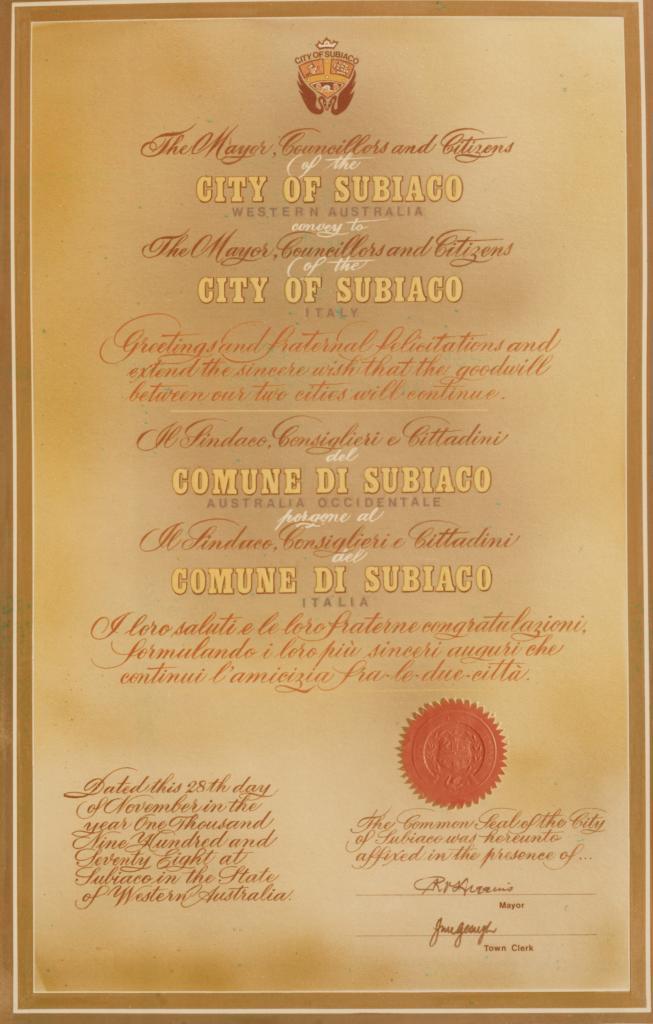 CITY OF SUBIACO
The Mayor, Councillors and Citizens
of the
CITY OF SUBIACO
WESTERN AUSTRALIA
convey to
The Mayor, Councillors and Citizens
of the
CITY OF SUBIACO
ITALY
Greetings and fraternal felicitations and
extend the sincere wish that the goodwill
between our two cities will continue.
Il Sindaco, Consiglieri e Cittadini
del
COMUNE DI SUBIACO
AUSTRALIA OCCIDENTALE
porgone al
Il Sindaco, Consiglieri e Cittadini
del
COMUNE DI SUBIACO
ITALIA
I loro saluti e le loro fraterne congratulazioni,
formulando i loro più sinceri auguri che
continui l'amicizia fra-le-due-città.
Dated this 28th day
of November in the
year One Thousand
Nine Hundred and
Seventy Eight at
Subiaco in the State
of Western Australia.
The Common Seal of the City
of Subiaco was hereunto
affixed in the presence of...
Mayor
Town Clerk